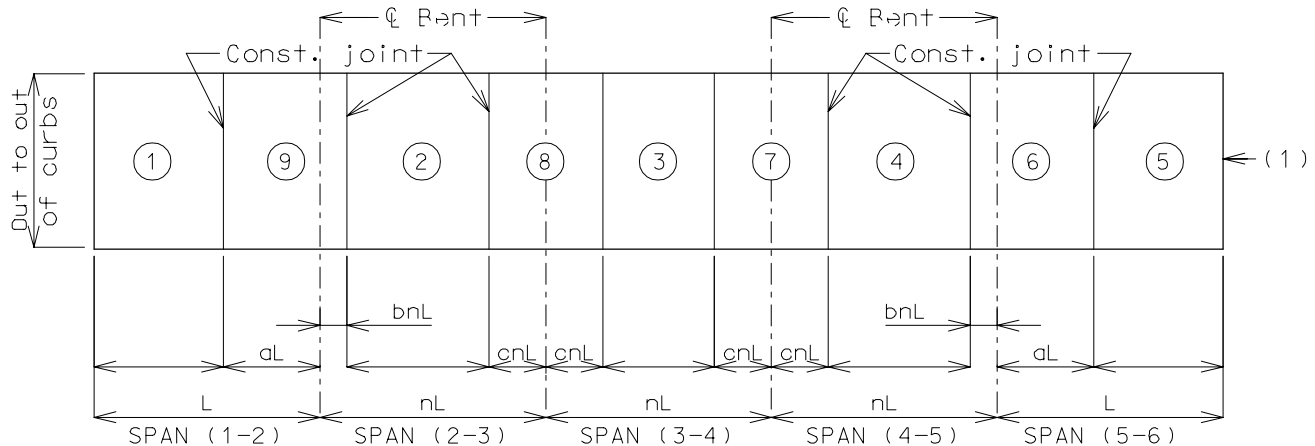 ℄ Bent ℄ Bent
Const. joint Const. joint
Out to out
of curbs
1 9 2 8 3 7 4 6 5 (1)
bnL bnL
aL cnL cnL cnL cnL aL
L nL nL nL L
SPAN (1-2) SPAN (2-3) SPAN (3-4) SPAN (4-5) SPAN (5-6)